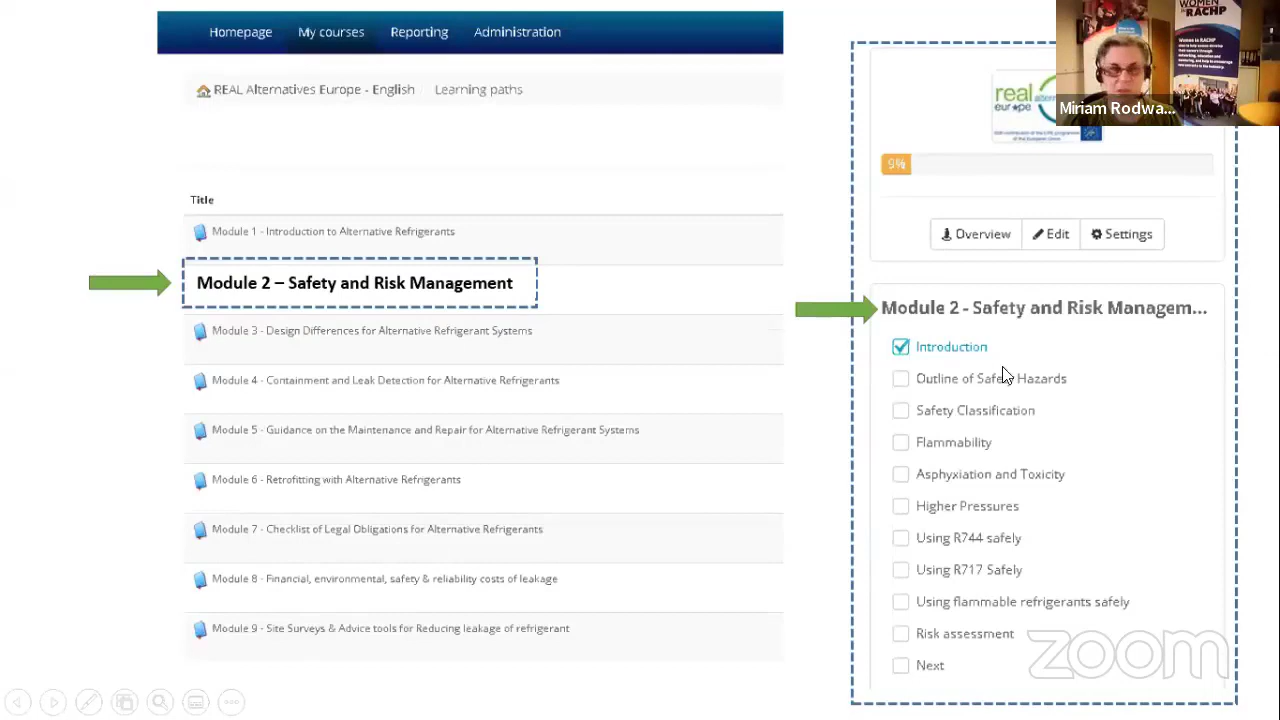 Homepage My courses Reporting Administration
REAL Alternatives Europe - English Learning paths
Title
Module 1 - Introduction to Alternative Refrigerants
Module 2 – Safety and Risk Management
Module 3 - Design Differences for Alternative Refrigerant Systems
Module 4 - Containment and Leak Detection for Alternative Refrigerants
Module 5 - Guidance on the Maintenance and Repair for Alternative Refrigerant Systems
Module 6 - Retrofitting with Alternative Refrigerants
Module 7 - Checklist of Legal Obligations for Alternative Refrigerants
Module 8 - Financial, environmental, safety & reliability costs of leakage
Module 9 - Site Surveys & Advice tools for Reducing leakage of refrigerant
real
9%
Overview Edit Settings
Module 2 - Safety and Risk Managem...
Introduction
Outline of Safe Hazards
Safety Classification
Flammability
Asphyxiation and Toxicity
Higher Pressures
Using R744 safely
Using R717 Safely
Using flammable refrigerants safely
Risk assessment
Next
WOMEN
RACHP
Women in RACHP
Miriam Rodwa...
zoom